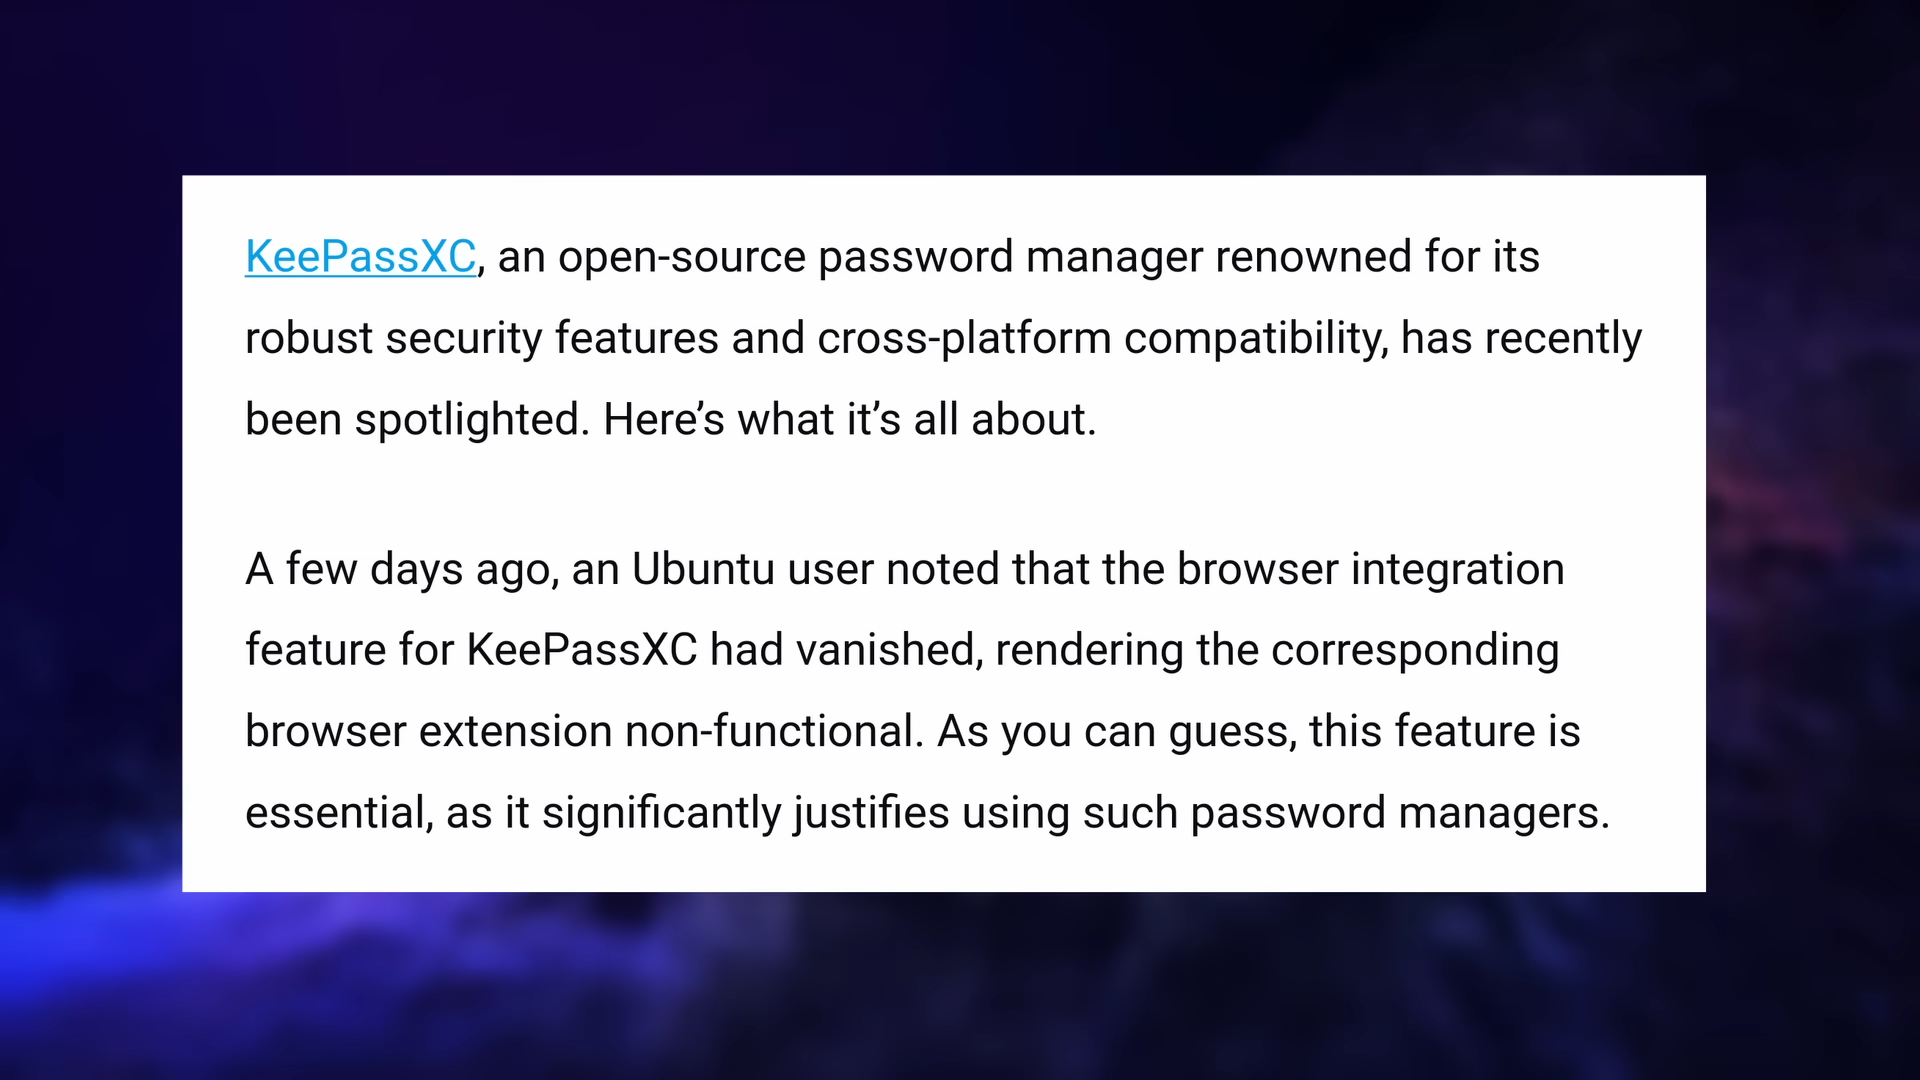 KeePassXC, an open-source password manager renowned for its
robust security features and cross-platform compatibility, has recently
been spotlighted. Here’s what it’s all about.
A few days ago, an Ubuntu user noted that the browser integration
feature for KeePassXC had vanished, rendering the corresponding
browser extension non-functional. As you can guess, this feature is
essential, as it significantly justifies using such password managers.